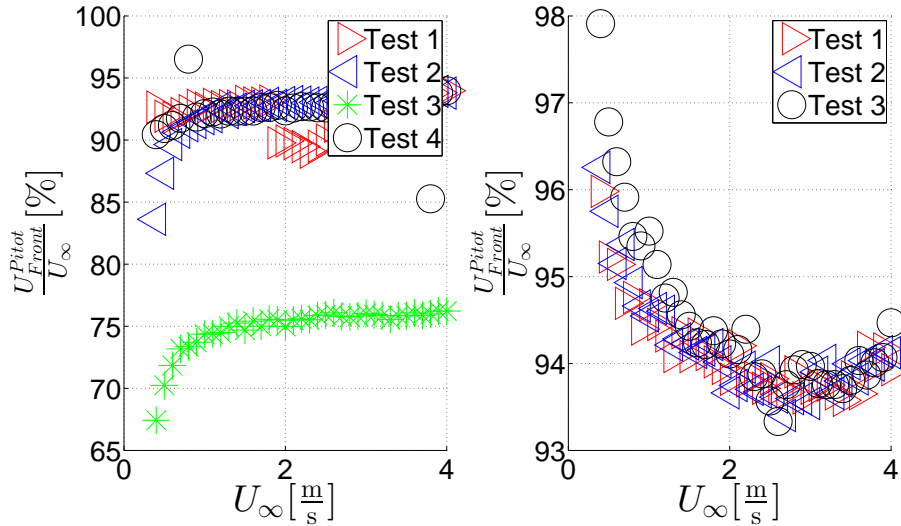 100
95
90
85
80
75
70
65
0
2
4
U_{Front}^{Pitot}/U_∞ [%]
U_∞[m/s]
Test 1
Test 2
Test 3
Test 4
98
97
96
95
94
93
0
2
4
U_{Front}^{Pitot}/U_∞ [%]
U_∞[m/s]
Test 1
Test 2
Test 3